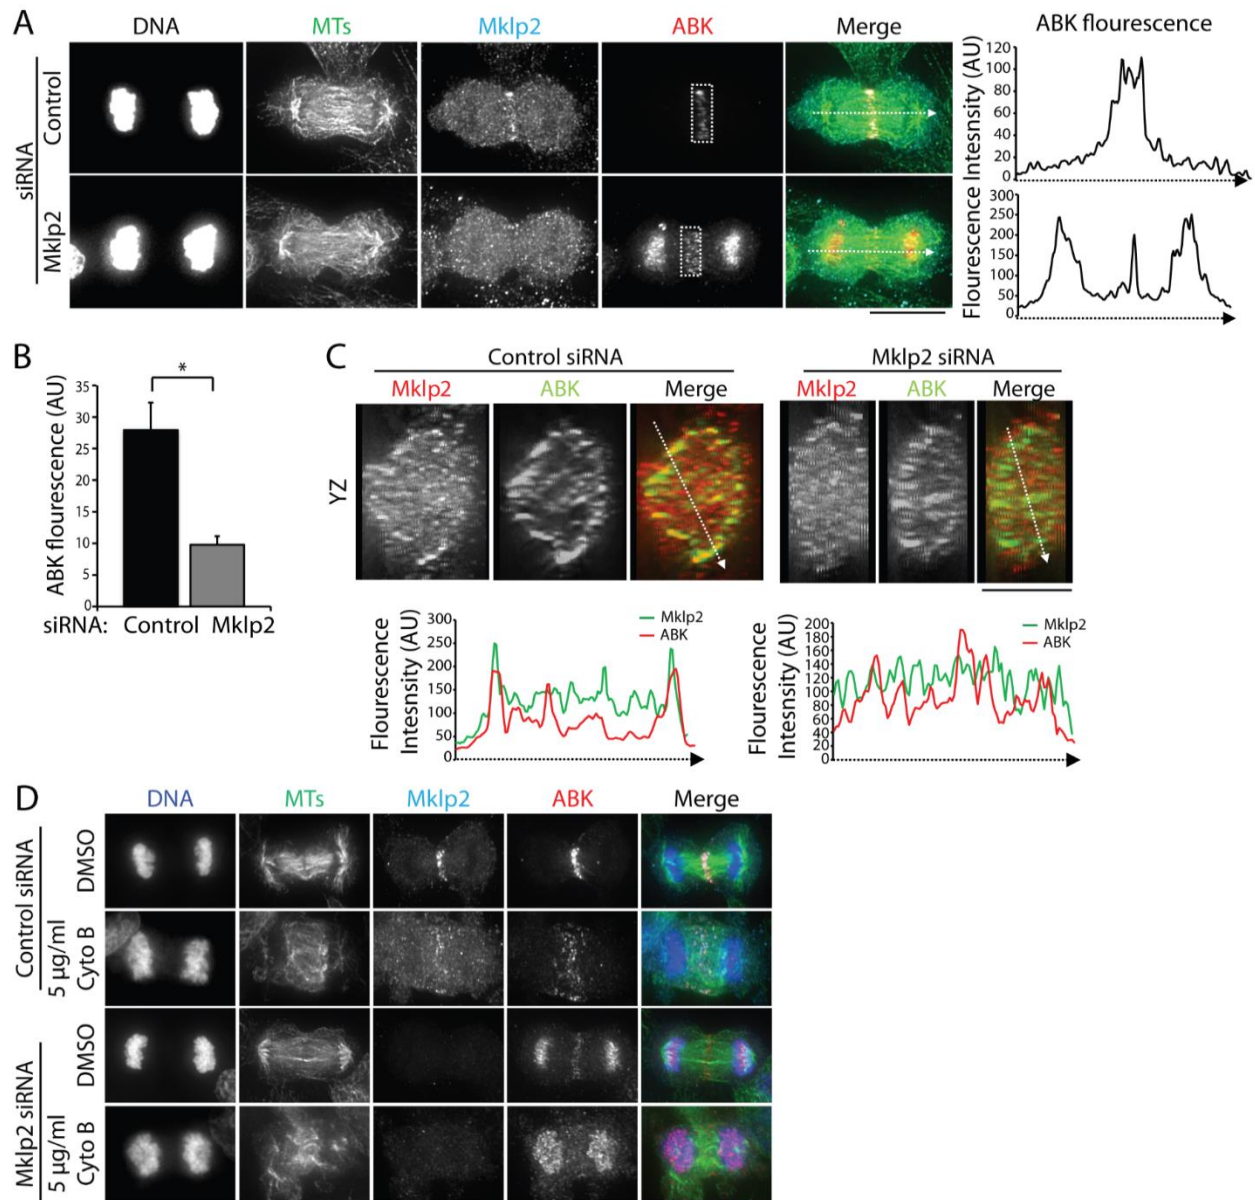 A
DNA MTs Mklp2 ABK Merge ABK flourescence
siRNA
Control
Mklp2
Flourescence Intesnsity (AU)
120
100
80
60
40
20
0
Flourescence Intesnsity (AU)
300
250
200
150
100
50
0
B
ABK flourescence (AU)
35
30
25
20
15
10
5
0
*
siRNA: Control Mklp2
C
Control siRNA Mklp2 siRNA
Mklp2 ABK Merge Mklp2 ABK Merge
YZ
Flourescence
Intesnsity (AU)
300
250
200
150
100
50
0
Mklp2
ABK
Flourescence
Intesnsity (AU)
200
180
160
140
120
100
80
60
40
20
0
Mklp2
ABK
D
DNA MTs Mklp2 ABK Merge
Control siRNA
DMSO
5 µg/ml
Cyto B
Mklp2 siRNA
DMSO
5 µg/ml
Cyto B